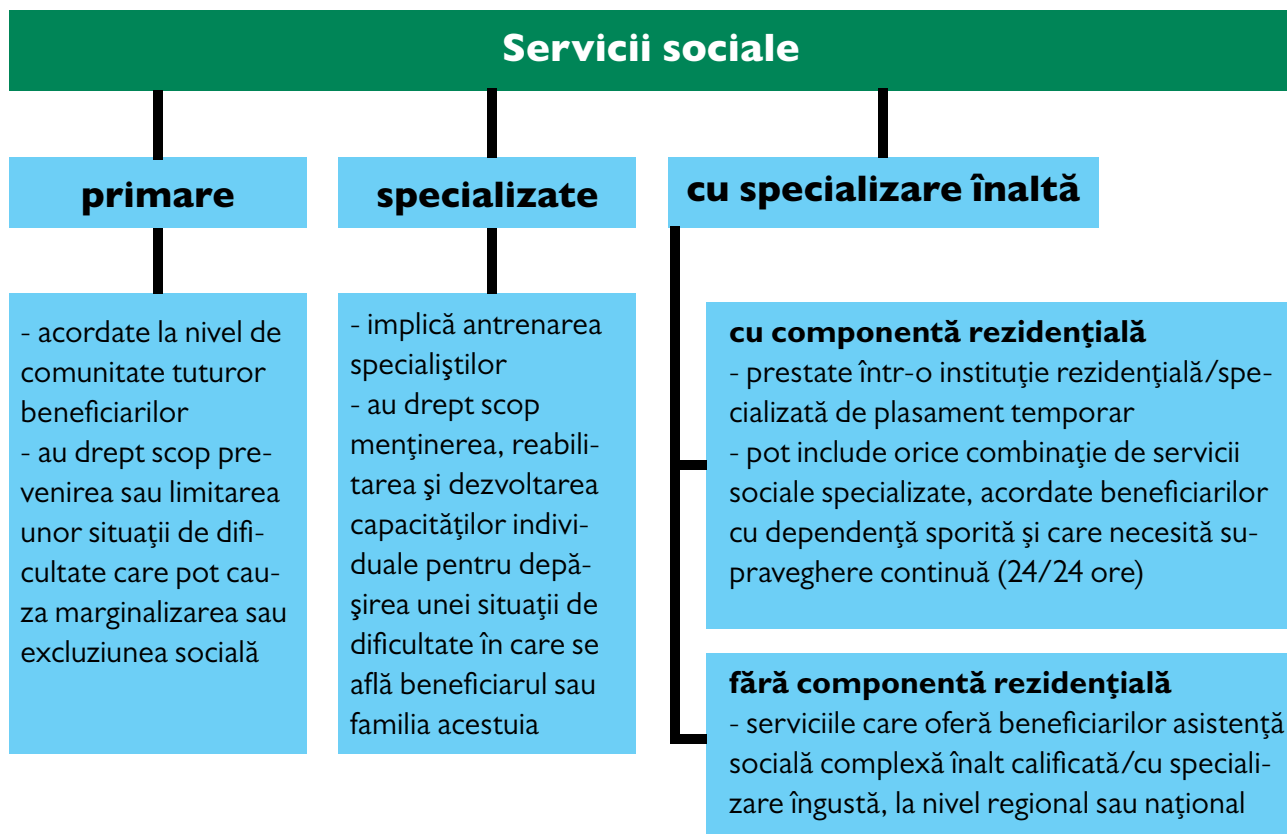 Servicii sociale
primare
- acordate la nivel de
comunitate tuturor
beneficiarilor
- au drept scop pre-
venirea sau limitarea
unor situaţii de difi-
cultate care pot cau-
za marginalizarea sau
excluziunea socială
specializate
- implică antrenarea
specialiştilor
- au drept scop
menţinerea, reabili-
tarea şi dezvoltarea
capacităţilor indivi-
duale pentru depă-
şirea unei situaţii de
dificultate în care se
află beneficiarul sau
familia acestuia
cu specializare înaltă
cu componentă rezidenţială
- prestate într-o instituţie rezidenţială/spe-
cializată de plasament temporar
- pot include orice combinaţie de servicii
sociale specializate, acordate beneficiarilor
cu dependenţă sporită şi care necesită su-
praveghere continuă (24/24 ore)
fără componentă rezidenţială
- serviciile care oferă beneficiarilor asistenţă
socială complexă înalt calificată/cu speciali-
zare îngustă, la nivel regional sau naţional